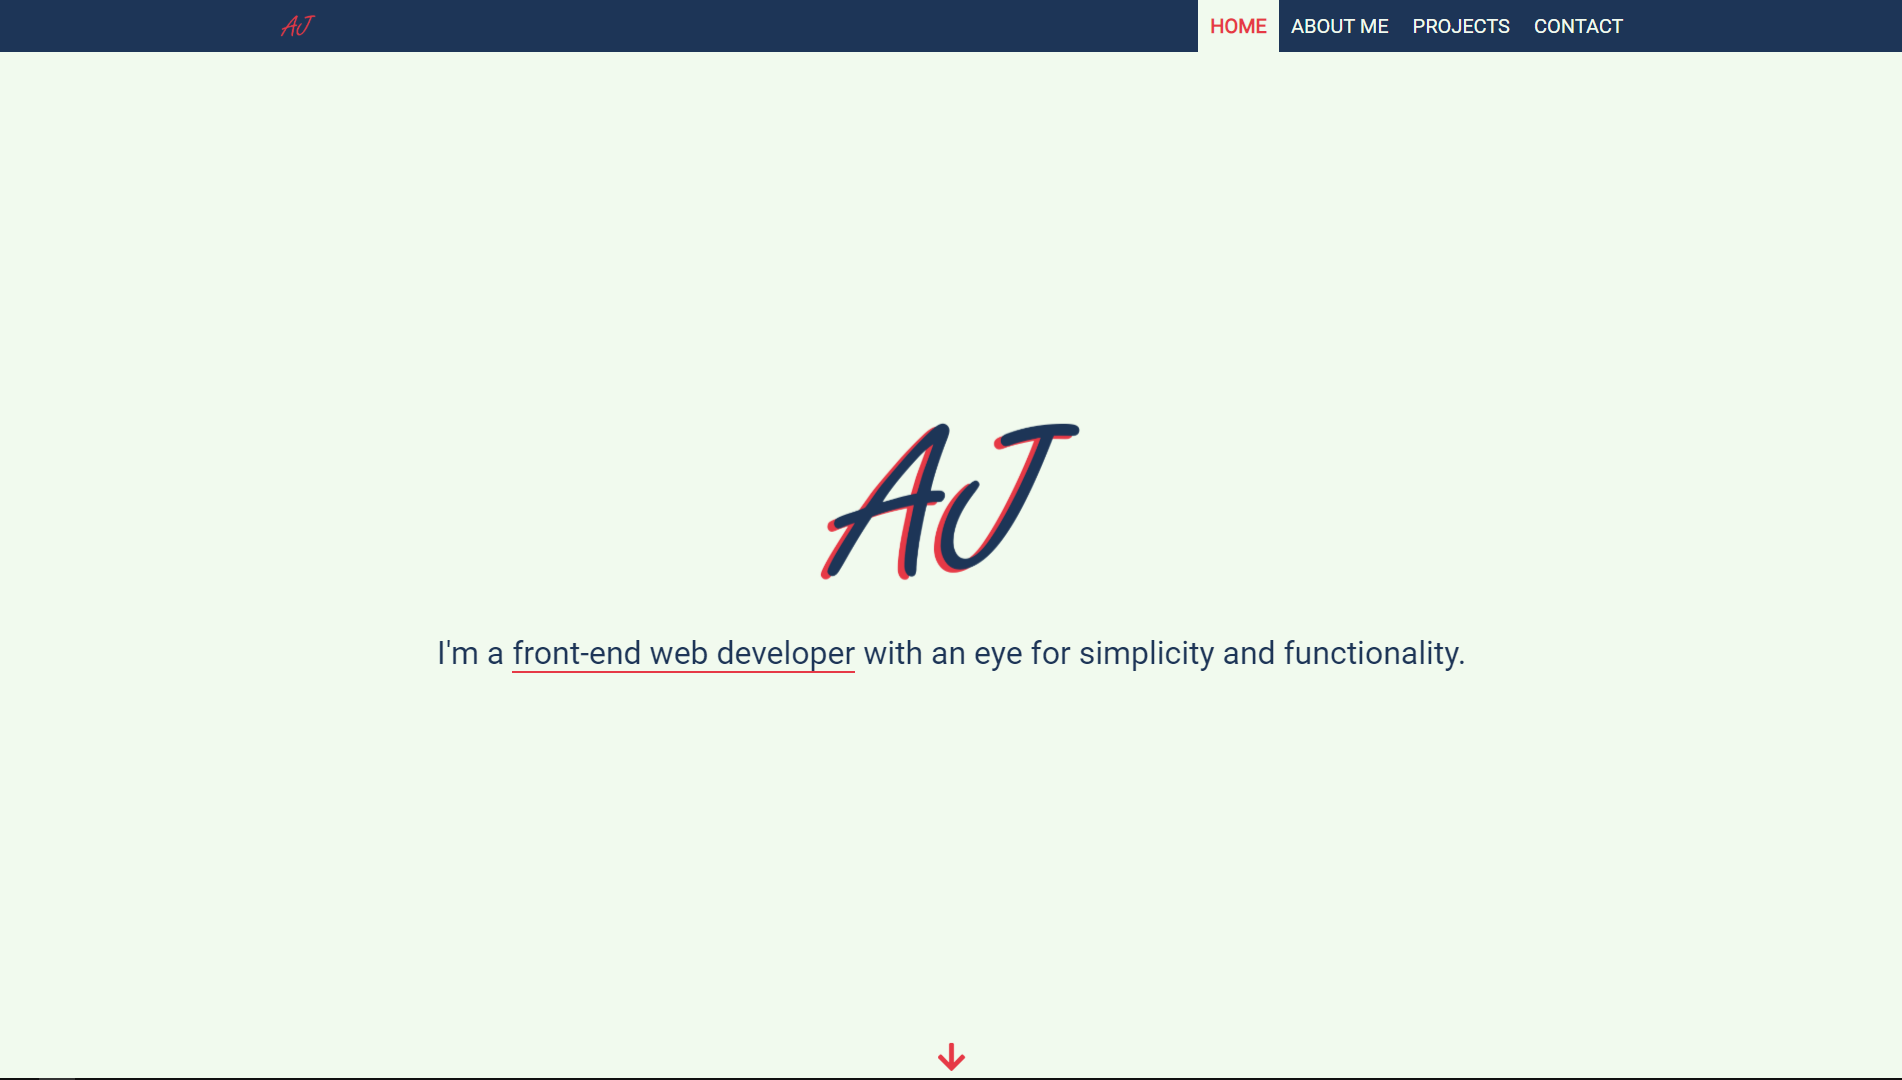 AJ
HOME ABOUT ME PROJECTS CONTACT
AJ
I'm a front-end web developer with an eye for simplicity and functionality.